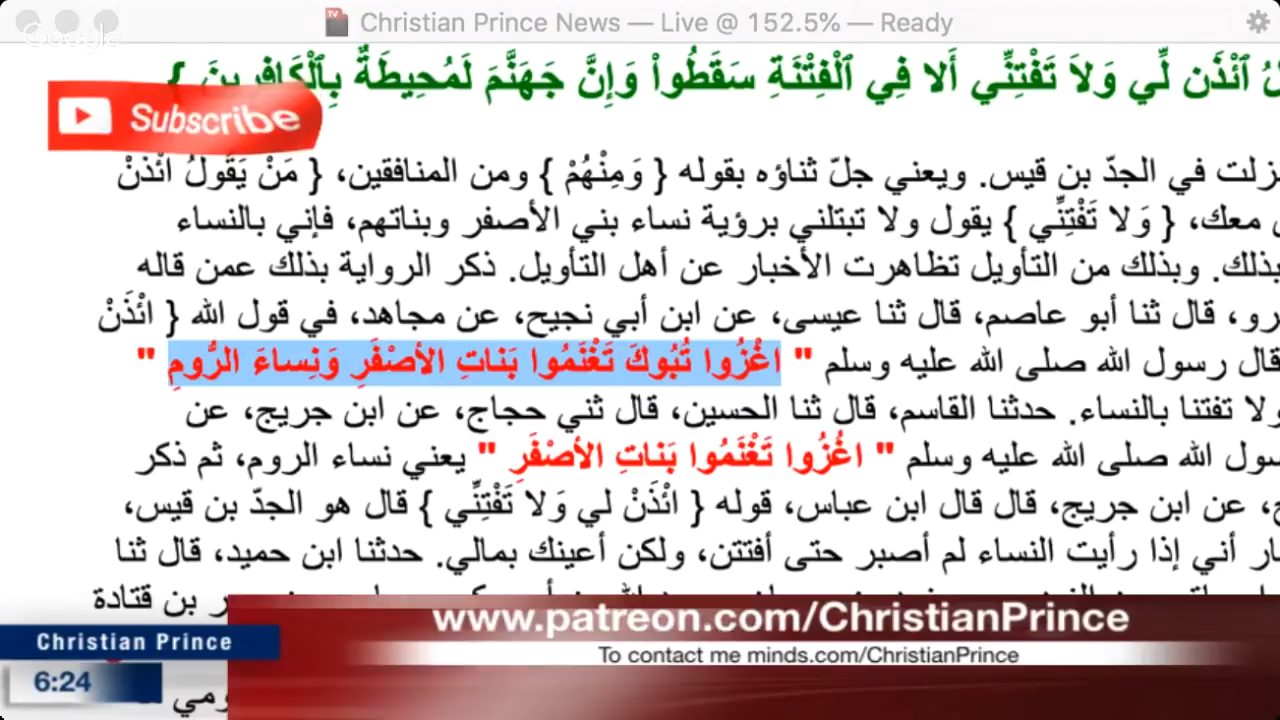 Christian Prince News — Live @ 152.5% — Ready
Google
ٱئْذَن لِّي وَلاَ تَفْتِنِّي أَلا فِي ٱلْفِتْنَةِ سَقَطُواْ وَإِنَّ جَهَنَّمَ لَمُحِيطَةٌ بِٱلْكَافِرِينَ }
Subscribe
في الجدّ بن قيس. ويعني جلّ ثناؤه بقوله { وَمِنْهُمْ } ومن المنافقين، { مَنْ يَقُولُ ائْذَنْ
معك، { وَلا تَفْتِنِّي } يقول ولا تبتلني برؤية نساء بني الأصفر وبناتهم، فإني بالنساء
بذلك. وبذلك من التأويل تظاهرت الأخبار عن أهل التأويل. ذكر الرواية بذلك عمن قاله
قال ثنا أبو عاصم، قال ثنا عيسى، عن ابن أبي نجيح، عن مجاهد، في قول الله { ائْذَنْ
قال رسول الله صلى الله عليه وسلم " اغْزُوا تُبُوكَ تَغْنَمُوا بَناتِ الأصْفَرِ وَنِساءَ الرُّومِ "
ولا تفتنا بالنساء. حدثنا القاسم، قال ثنا الحسين، قال ثني حجاج، عن ابن جريج، عن
الله صلى الله عليه وسلم " اغْزُوا تَغْنَمُوا بَناتِ الأصْفَرِ " يعني نساء الروم، ثم ذكر
عن ابن جريج، قال قال ابن عباس، قوله { ائْذَنْ لي وَلا تَفْتِنِّي } قال هو الجدّ بن قيس،
أني إذا رأيت النساء لم أصبر حتى أفتتن، ولكن أعينك بمالي. حدثنا ابن حميد، قال ثنا
بن قتادة
www.patreon.com/ChristianPrince
Christian Prince
To contact me minds.com/ChristianPrince
6:24